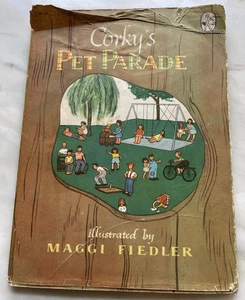 Corky's
PET PARADE
Illustrated by
MAGGI FIEDLER